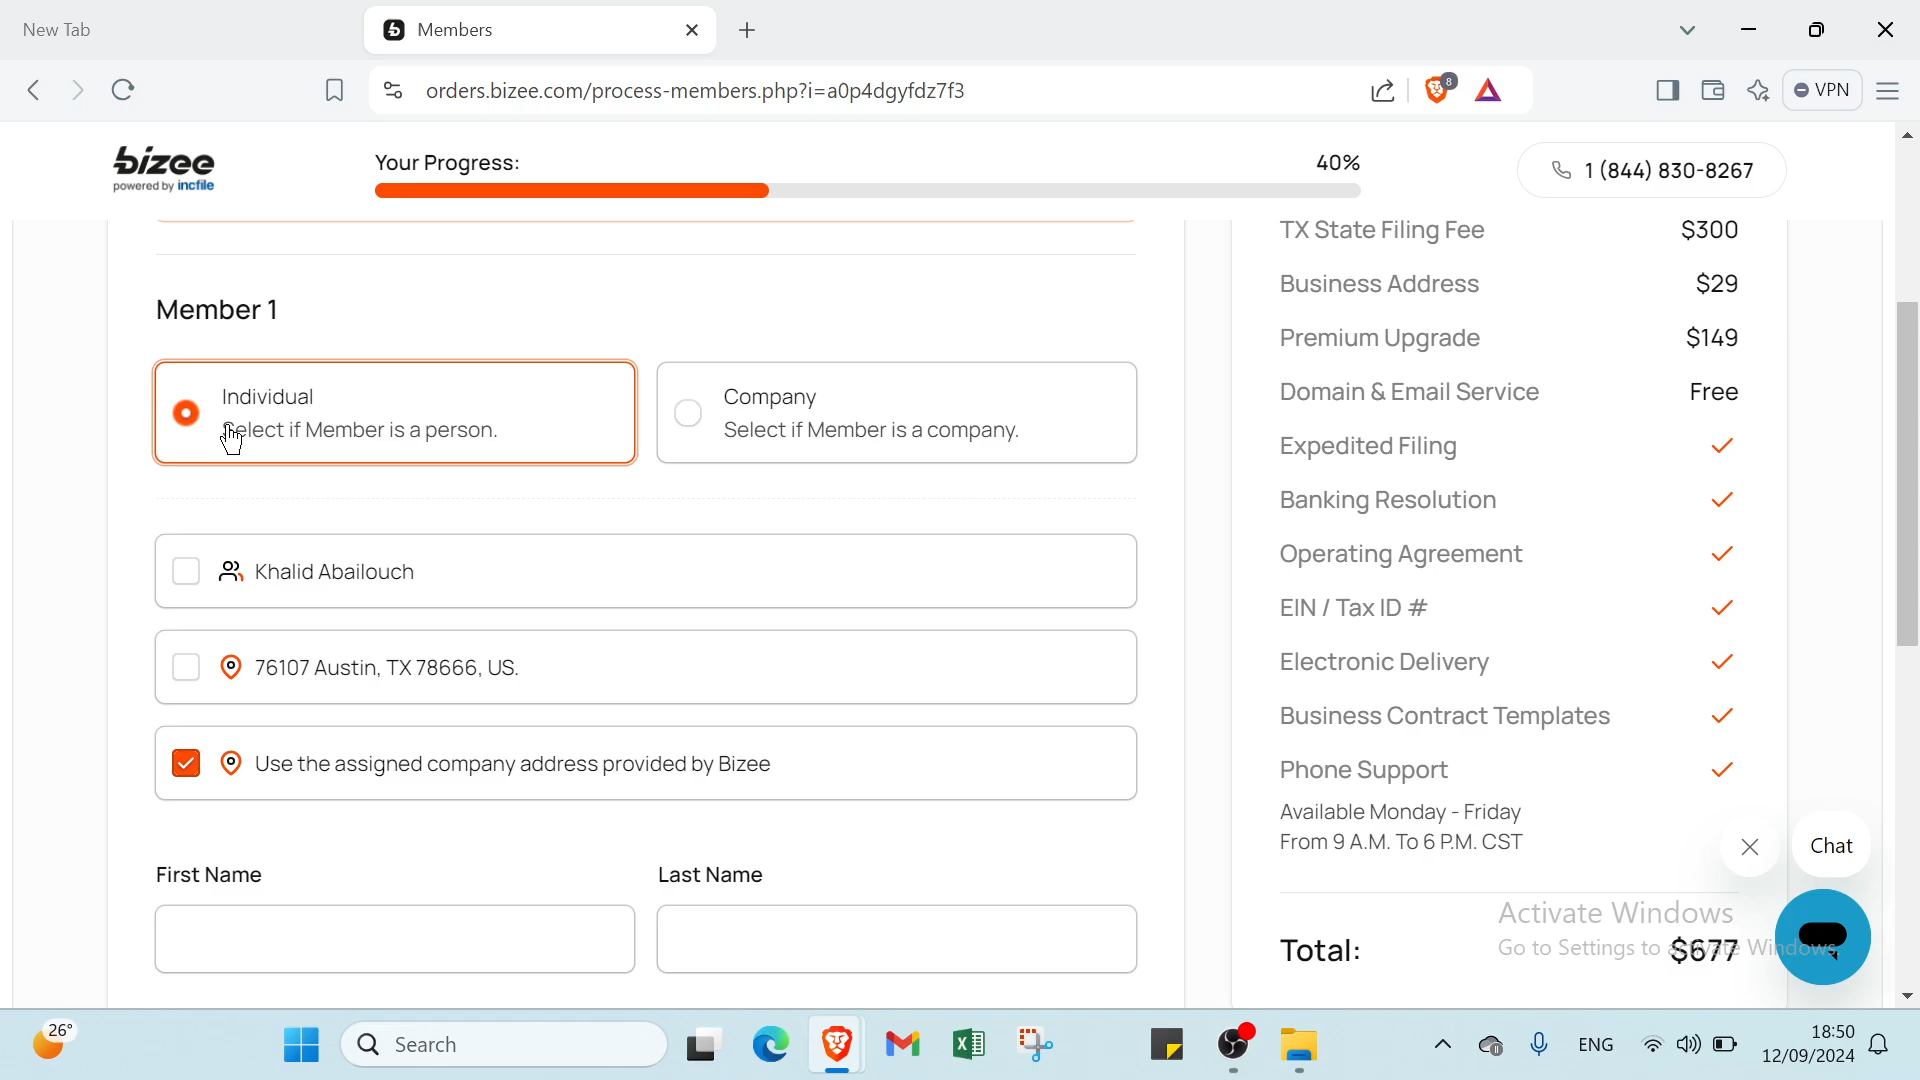 New Tab
Members
orders.bizee.com/process-members.php?i=a0p4dgyfdz7f3
8
VPN
bizee
powered by incfile
Your Progress:
40%
1 (844) 830-8267
Member 1
Individual
Select if Member is a person.
Company
Select if Member is a company.
Khalid Abailouch
76107 Austin, TX 78666, US.
Use the assigned company address provided by Bizee
First Name
Last Name
TX State Filing Fee $300
Business Address $29
Premium Upgrade $149
Domain & Email Service Free
Expedited Filing
Banking Resolution
Operating Agreement
EIN / Tax ID #
Electronic Delivery
Business Contract Templates
Phone Support
Available Monday - Friday
From 9 A.M. To 6 P.M. CST
Total: $677
Chat
Activate Windows
Go to Settings to activate Windows.
26°
Search
ENG
18:50
12/09/2024